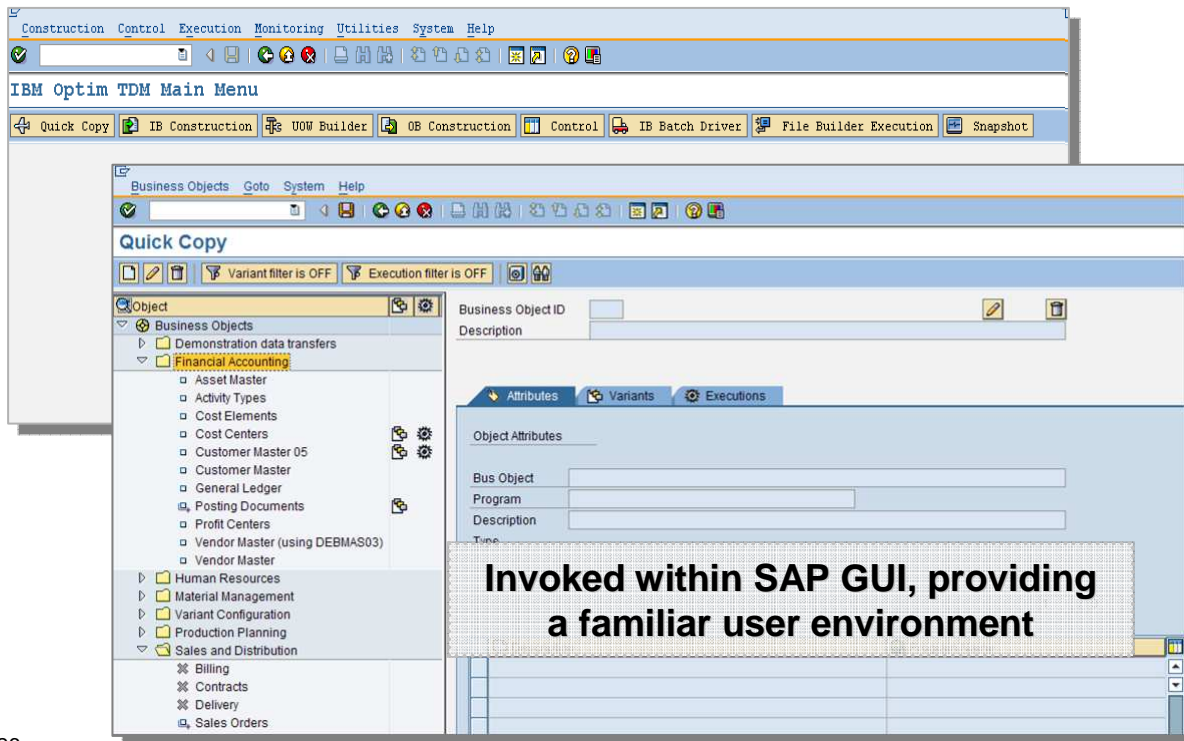 Construction Control Execution Monitoring Utilities System Help
IBM Optim TDM Main Menu
Quick Copy IB Construction UOW Builder OB Construction Control IB Batch Driver File Builder Execution Snapshot
Business Objects Goto System Help
Quick Copy
Variant filter is OFF Execution filter is OFF
Object
Business Objects
Demonstration data transfers
Financial Accounting
Asset Master
Activity Types
Cost Elements
Cost Centers
Customer Master 05
Customer Master
General Ledger
Posting Documents
Profit Centers
Vendor Master (using DEBMAS03)
Vendor Master
Human Resources
Material Management
Variant Configuration
Production Planning
Sales and Distribution
Billing
Contracts
Delivery
Sales Orders
Business Object ID
Description
Attributes Variants Executions
Object Attributes
Bus Object
Program
Description
Type
Invoked within SAP GUI, providing
a familiar user environment